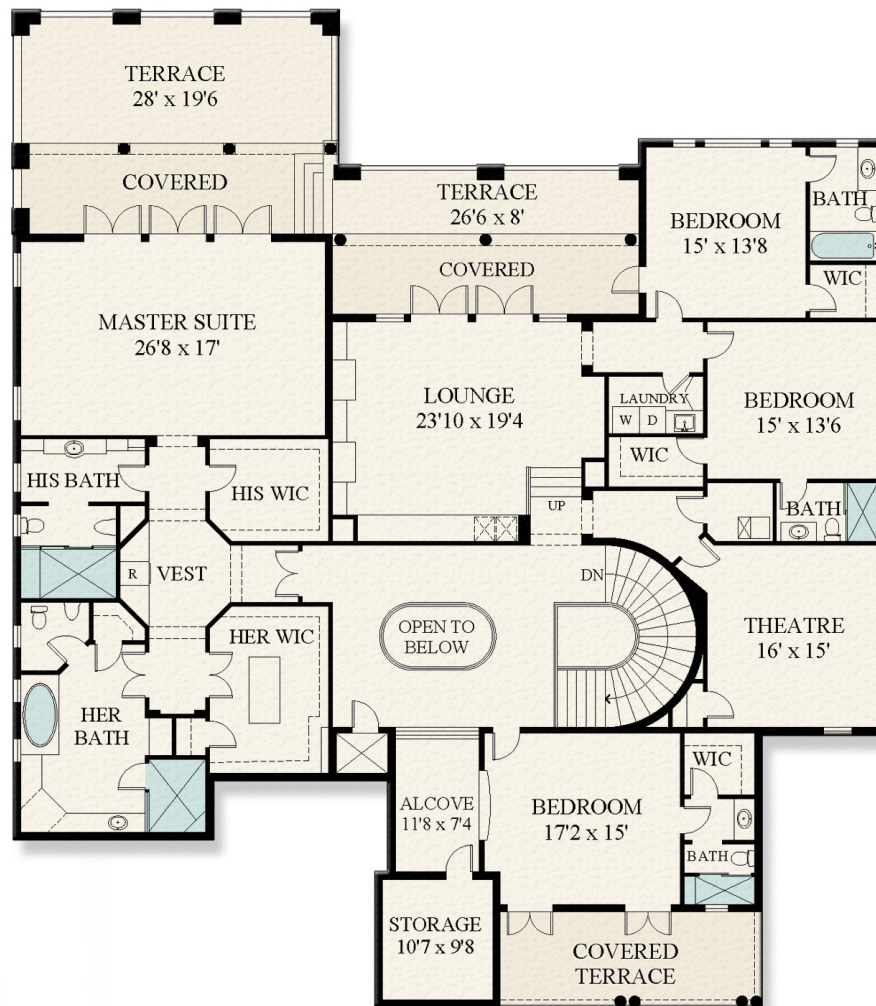 TERRACE
28' x 19'6
COVERED
TERRACE
26'6 x 8'
COVERED
BEDROOM
15' x 13'8
BATH
WIC
MASTER SUITE
26'8 x 17'
LOUNGE
23'10 x 19'4
LAUNDRY
W D
WIC
BEDROOM
15' x 13'6
BATH
HIS BATH
HIS WIC
UP
R
VEST
DN
OPEN TO
BELOW
THEATRE
16' x 15'
HER WIC
HER
BATH
ALCOVE
11'8 x 7'4
BEDROOM
17'2 x 15'
WIC
BATH
STORAGE
10'7 x 9'8
COVERED
TERRACE